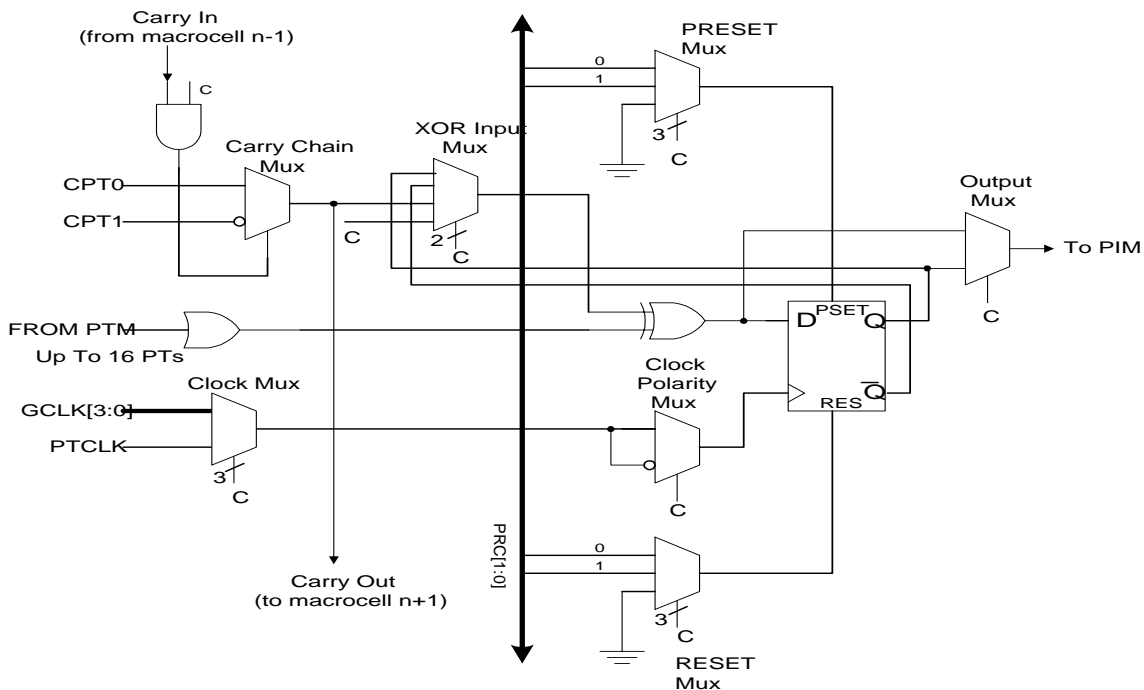 Carry In
(from macrocell n-1)
C
PRESET
Mux
0
1
3
C
Carry Chain
Mux
XOR Input
Mux
CPT0
CPT1
C
2
C
Output
Mux
To PIM
C
FROM PTM
Up To 16 PTs
D
PSET
Q
Q
RES
Clock Mux
GCLK[3:0]
PTCLK
3
C
Clock
Polarity
Mux
C
PRC[1:0]
0
1
3
C
RESET
Mux
Carry Out
(to macrocell n+1)